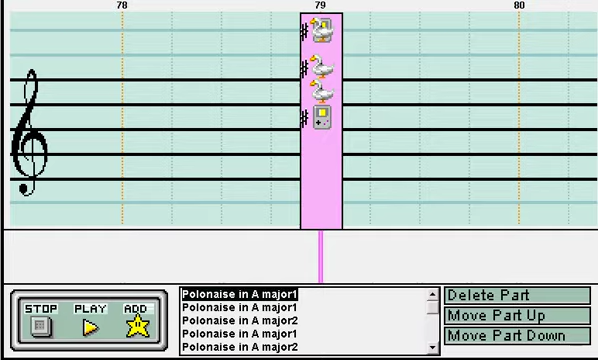 78 79 80
STOP PLAY ADD
Polonaise in A major1
Polonaise in A major1
Polonaise in A major2
Polonaise in A major1
Polonaise in A major2
Delete Part
Move Part Up
Move Part Down